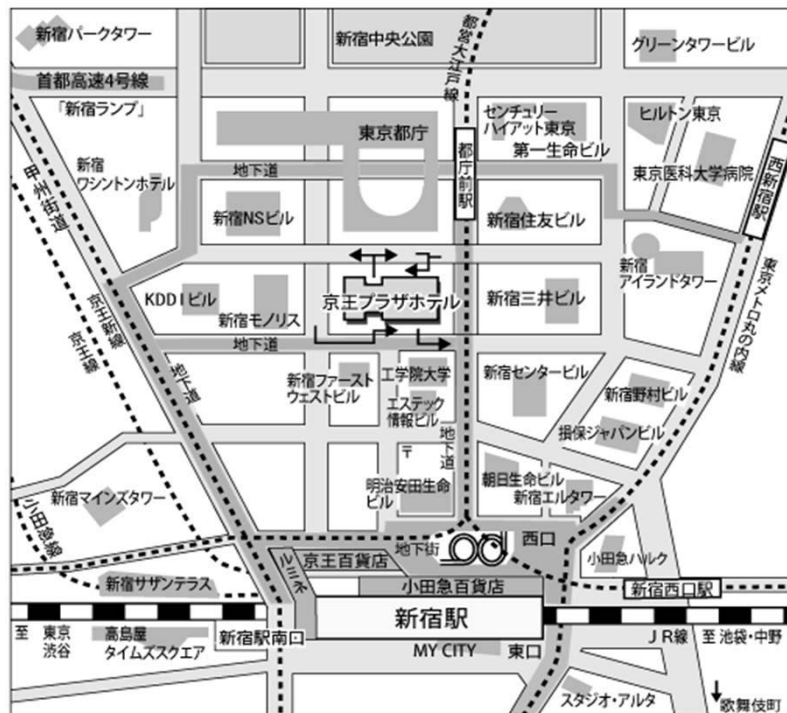 新宿パークタワー
新宿中央公園
都営大江戸線
グリーンタワービル
首都高速4号線
「新宿ランプ」
東京都庁
センチュリー
ハイアット東京
ヒルトン東京
第一生命ビル
都庁前駅
東京医科大学病院
西新宿駅
新宿
ワシントンホテル
地下道
甲州街道
新宿NSビル
新宿住友ビル
新宿
アイランドタワー
東京メトロ丸の内線
KDDIビル
新宿モノリス
京王プラザホテル
新宿三井ビル
京王新線
京王線
地下道
地下道
新宿ファースト
ウェストビル
工学院大学
エステック
情報ビル
新宿センタービル
新宿野村ビル
損保ジャパンビル
地下道
〒
明治安田生命
ビル
朝日生命ビル
新宿エルタワー
新宿マインズタワー
小田急線
地下街
西口
小田急ハルク
京王百貨店
ルミネ
小田急百貨店
新宿西口駅
新宿サザンテラス
新宿駅
至 東京
渋谷
高島屋
タイムズスクエア
新宿駅南口
MY CITY
東口
JR線
至 池袋・中野
スタジオ・アルタ
歌舞伎町